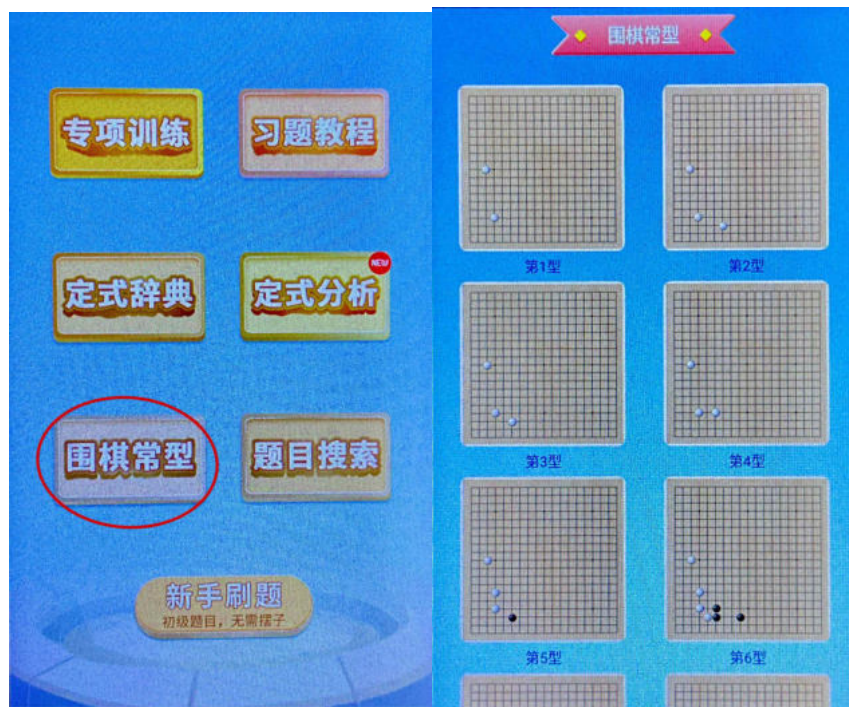 专项训练
习题教程
定式辞典
定式分析
NEW
围棋常型
题目搜索
新手刷题
初级题目，无需摆子
围棋常型
第1型
第2型
第3型
第4型
第5型
第6型